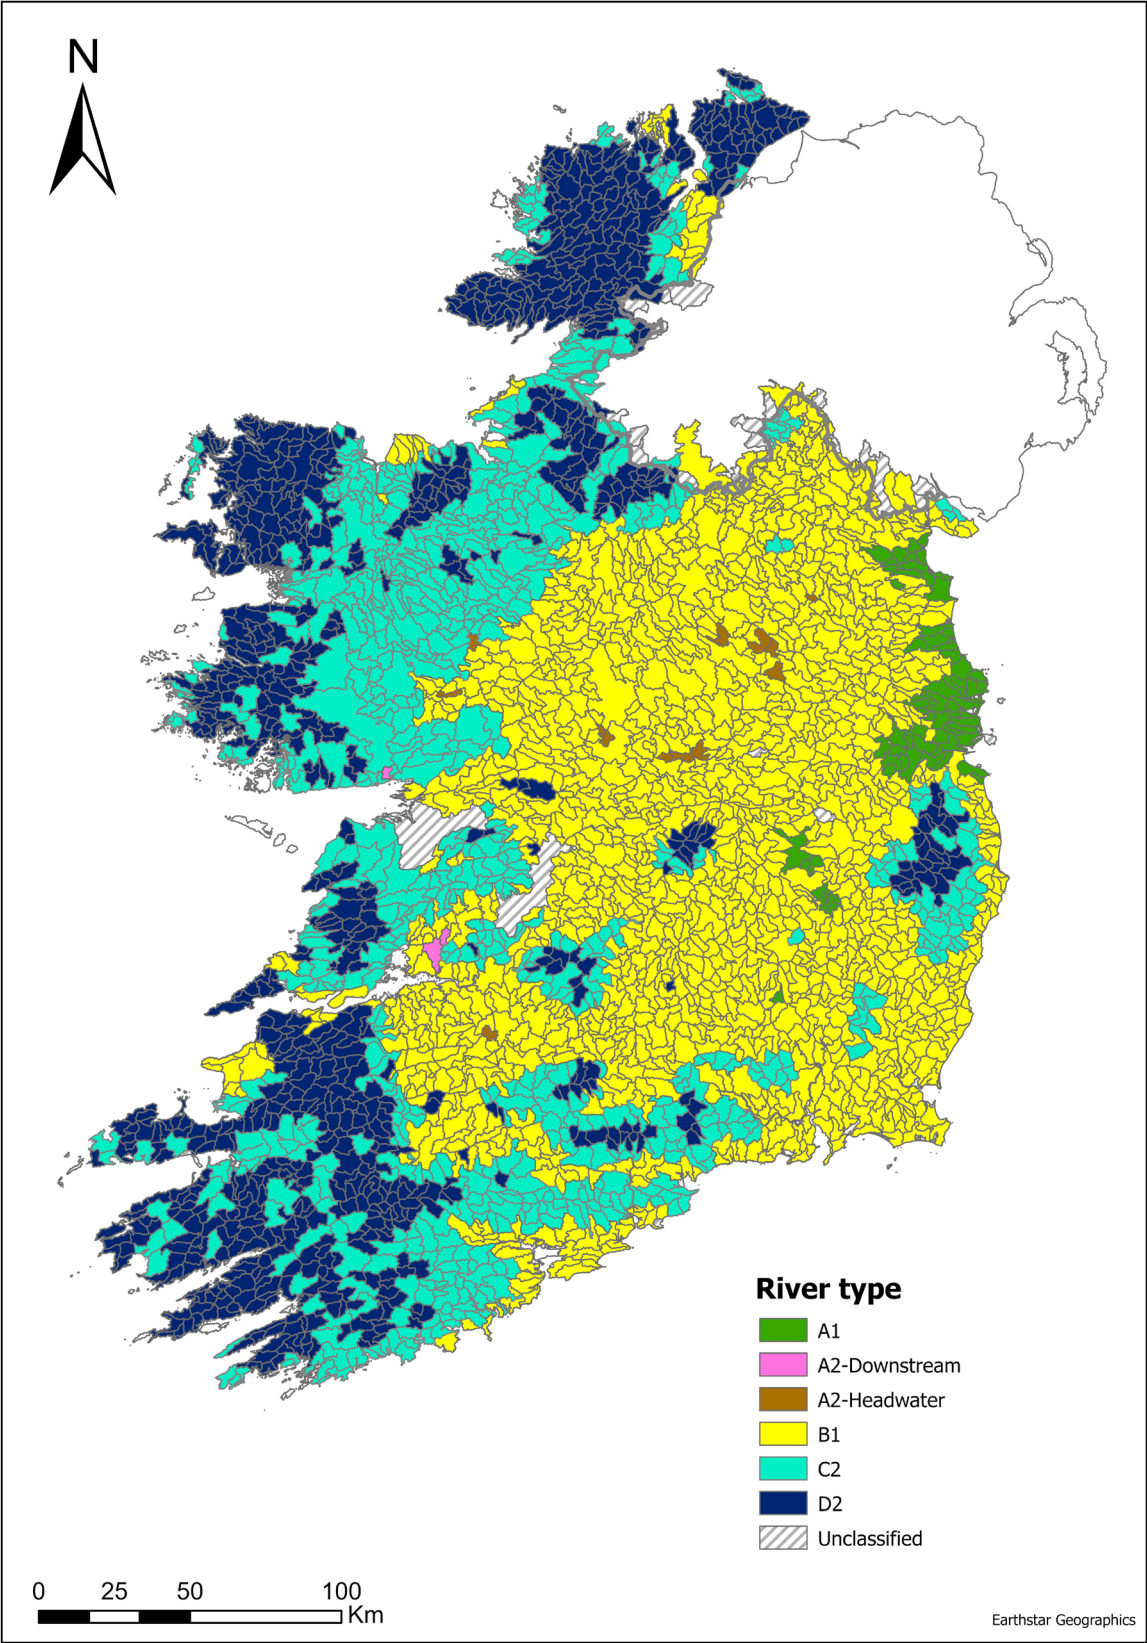 N
River type
A1
A2-Downstream
A2-Headwater
B1
C2
D2
Unclassified
0 25 50 100
Km
Earthstar Geographics